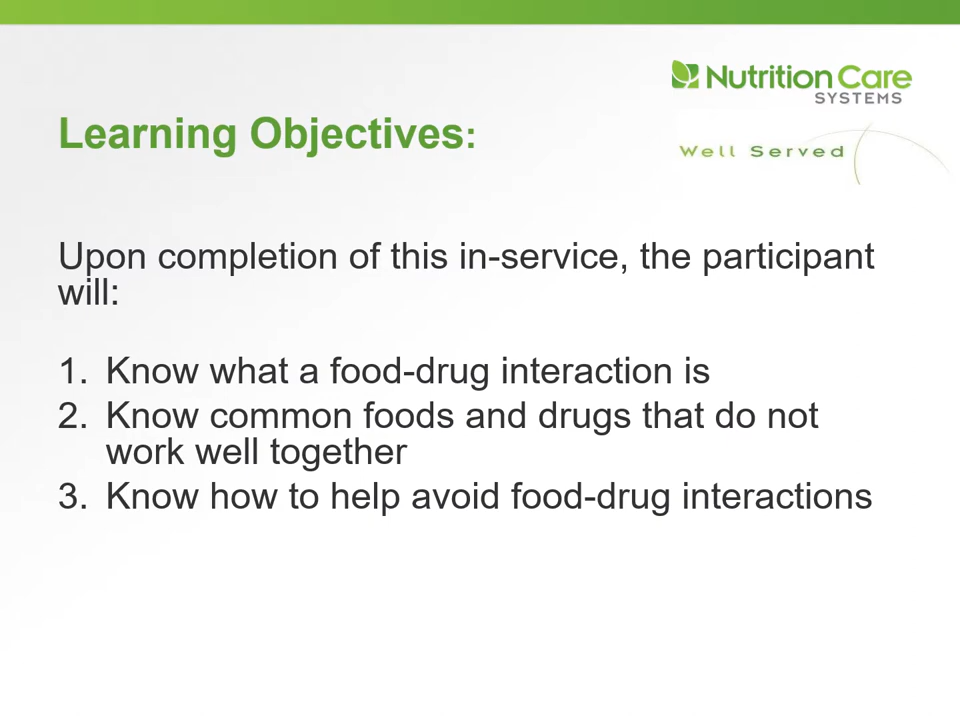 Nutrition Care
SYSTEMS
Learning Objectives:
Well Served
Upon completion of this in-service, the participant
will:
1. Know what a food-drug interaction is
2. Know common foods and drugs that do not
work well together
3. Know how to help avoid food-drug interactions